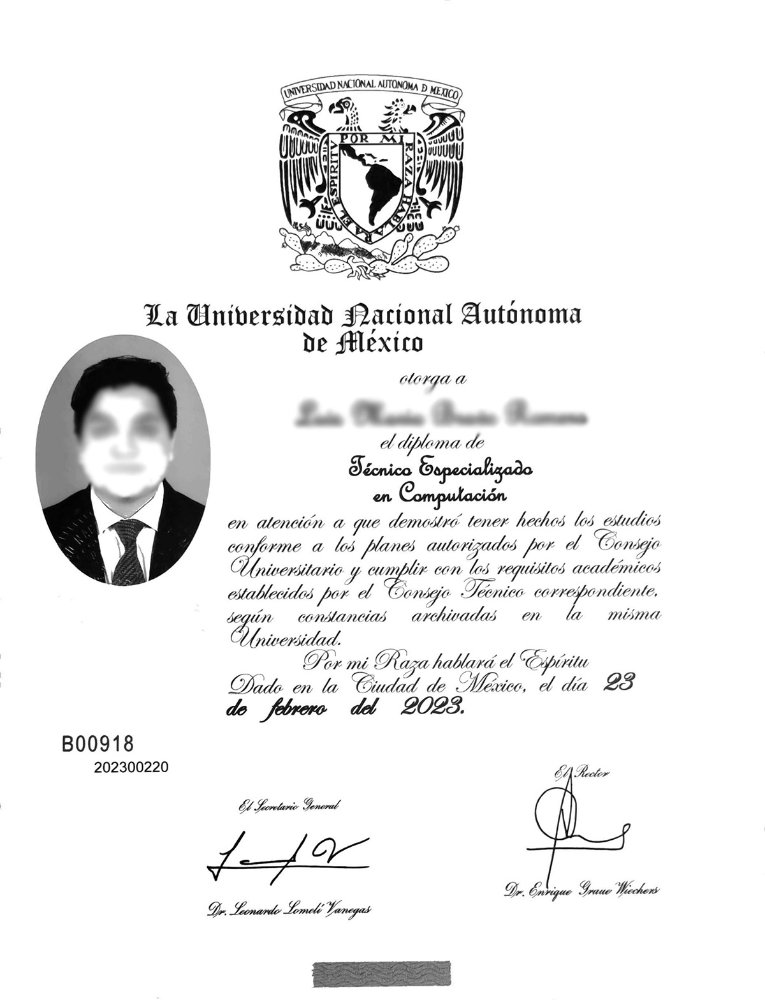 UNIVERSIDAD NACIONAL AUTONOMA D MEXICO
POR MI RAZA HABLARA EL ESPIRITU
La Universidad Nacional Autónoma
de México
otorga a
el diploma de
Técnico Especializado
en Computación
en atención a que demostró tener hechos los estudios
conforme a los planes autorizados por el Consejo
Universitario y cumplir con los requisitos académicos
establecidos por el Consejo Técnico correspondiente,
según constancias archivadas en la misma
Universidad.
Por mi Raza hablará el Espíritu
Dado en la Ciudad de México, el día 23
de febrero del 2023.
B00918
202300220
El Rector
El Secretario General
Dr. Enrique Graue Wiechers
Dr. Leonardo Lomelí Vanegas